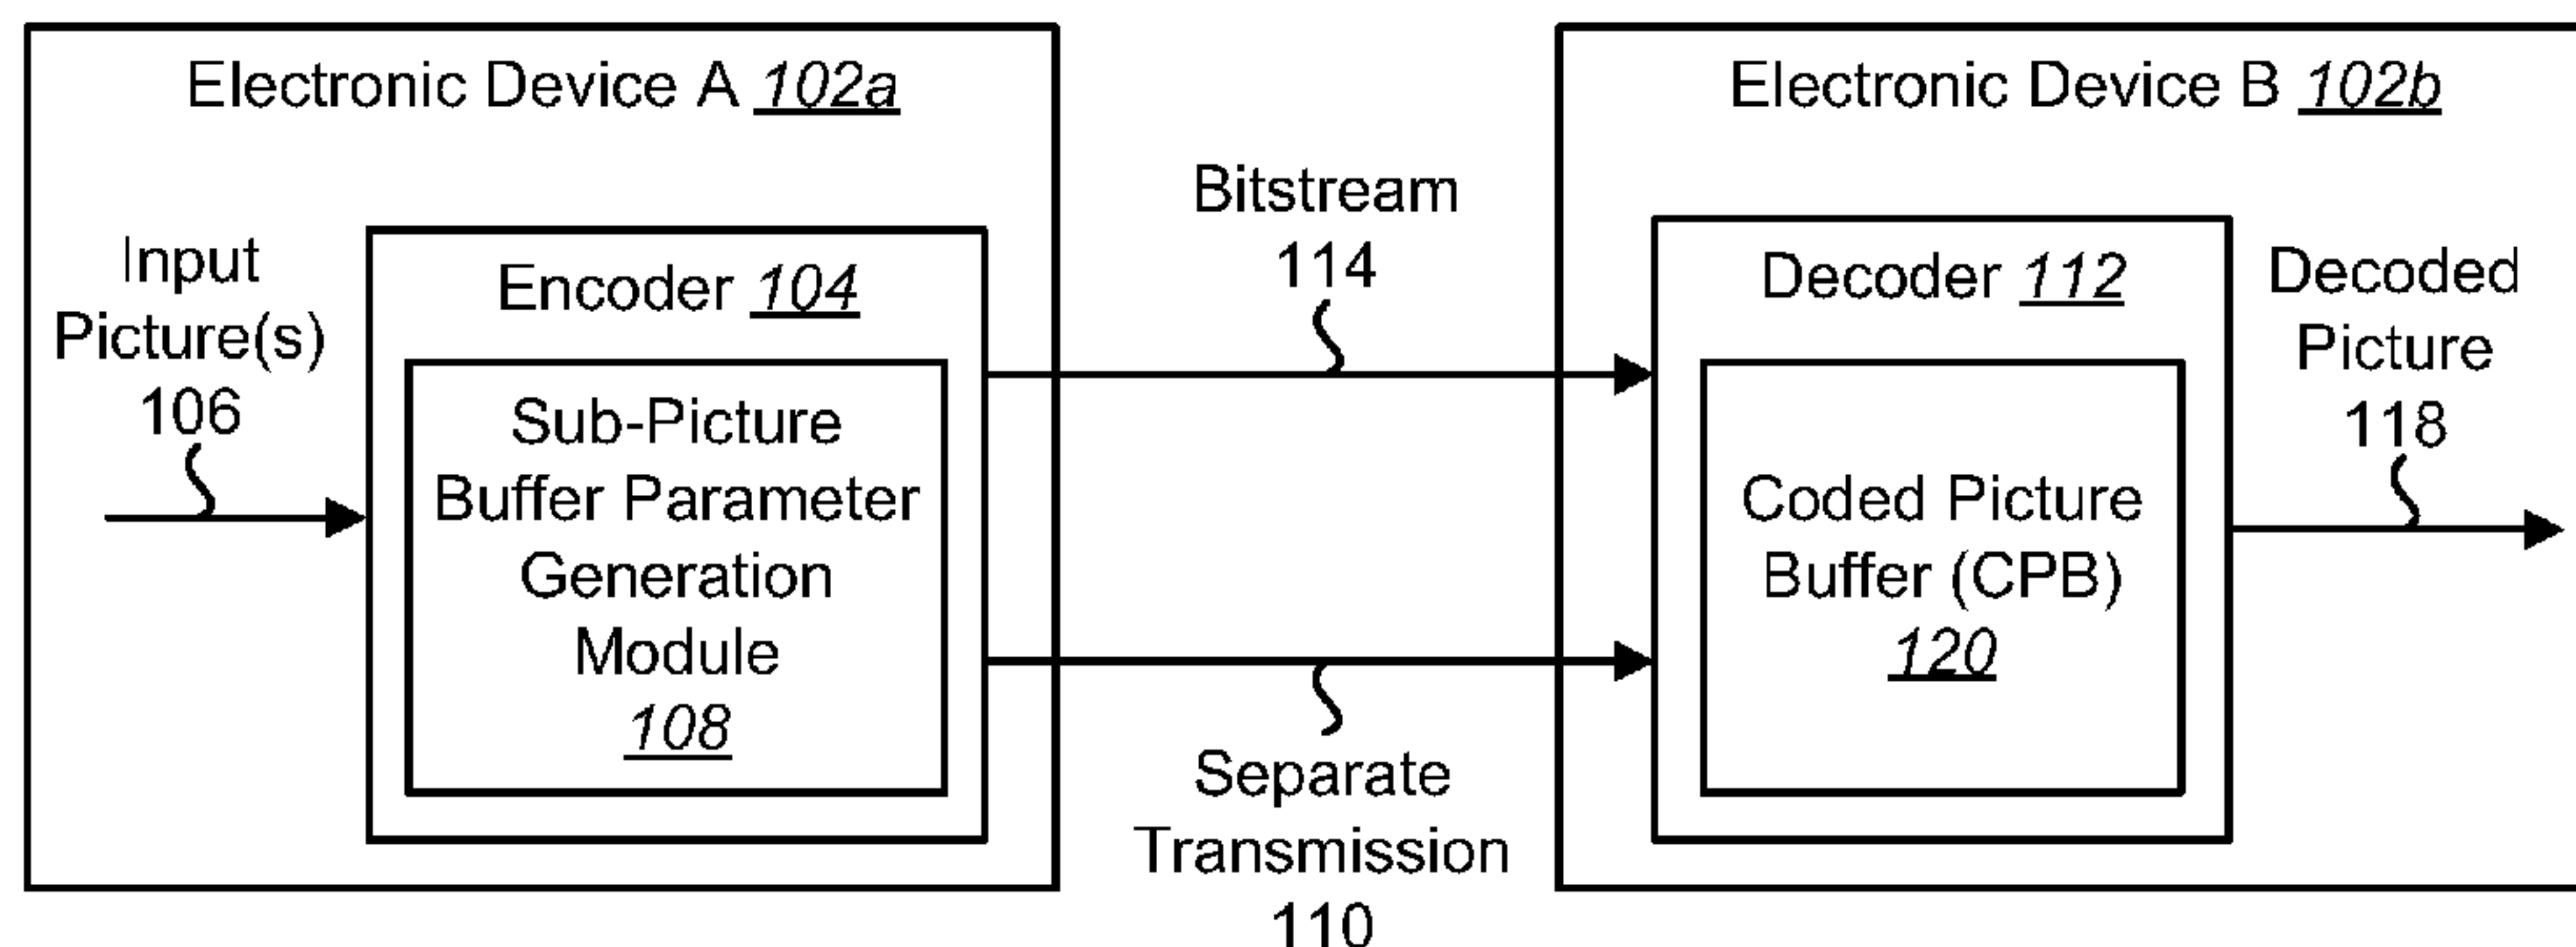 Electronic Device A 102a
Input
Picture(s)
106
Encoder 104
Sub-Picture
Buffer Parameter
Generation
Module
108
Bitstream
114
Separate
Transmission
110
Electronic Device B 102b
Decoder 112
Coded Picture
Buffer (CPB)
120
Decoded
Picture
118